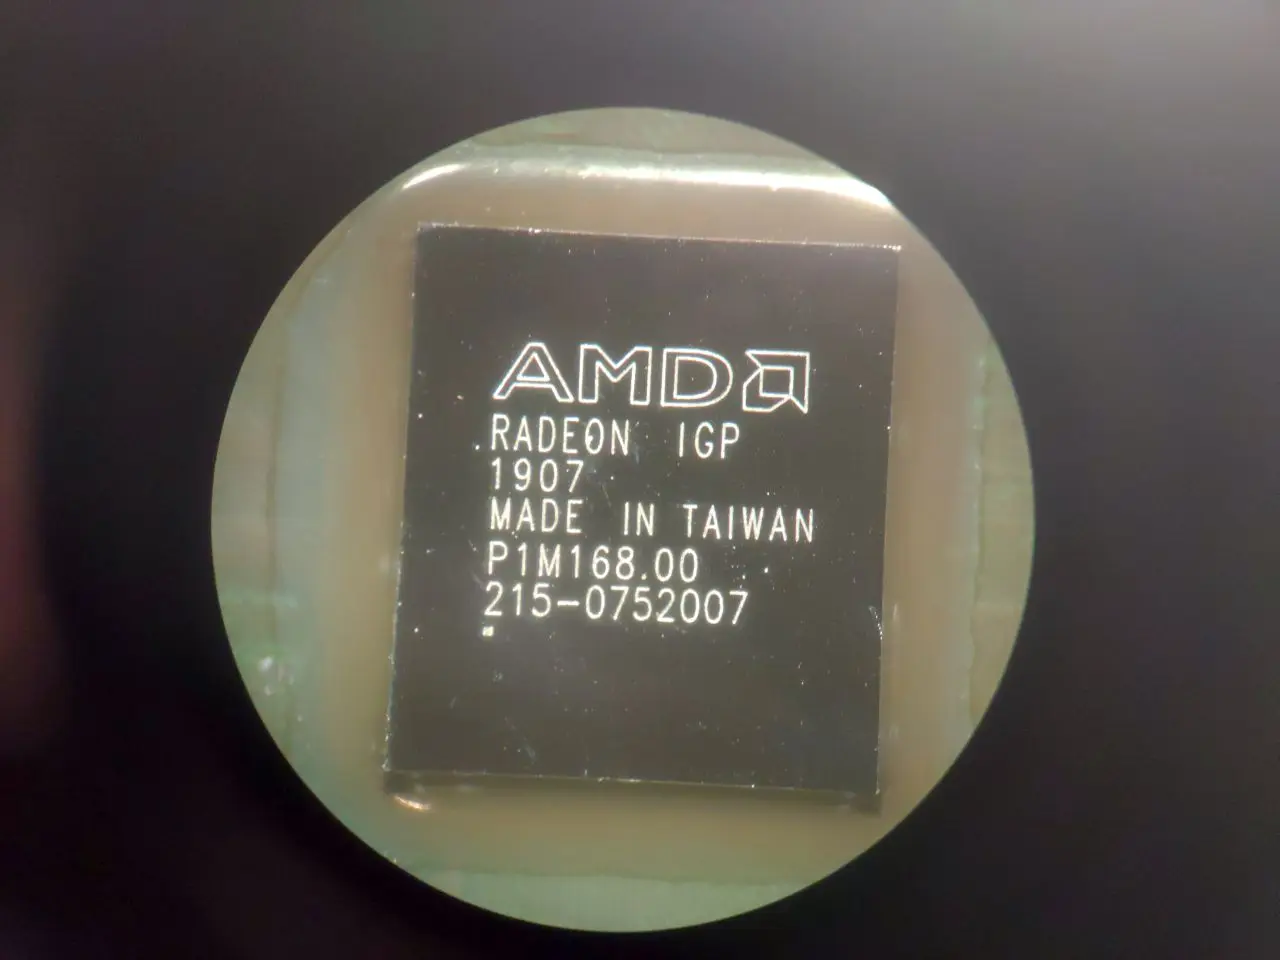 AMD
RADEON IGP
1907
MADE IN TAIWAN
P1M168.00
215-0752007